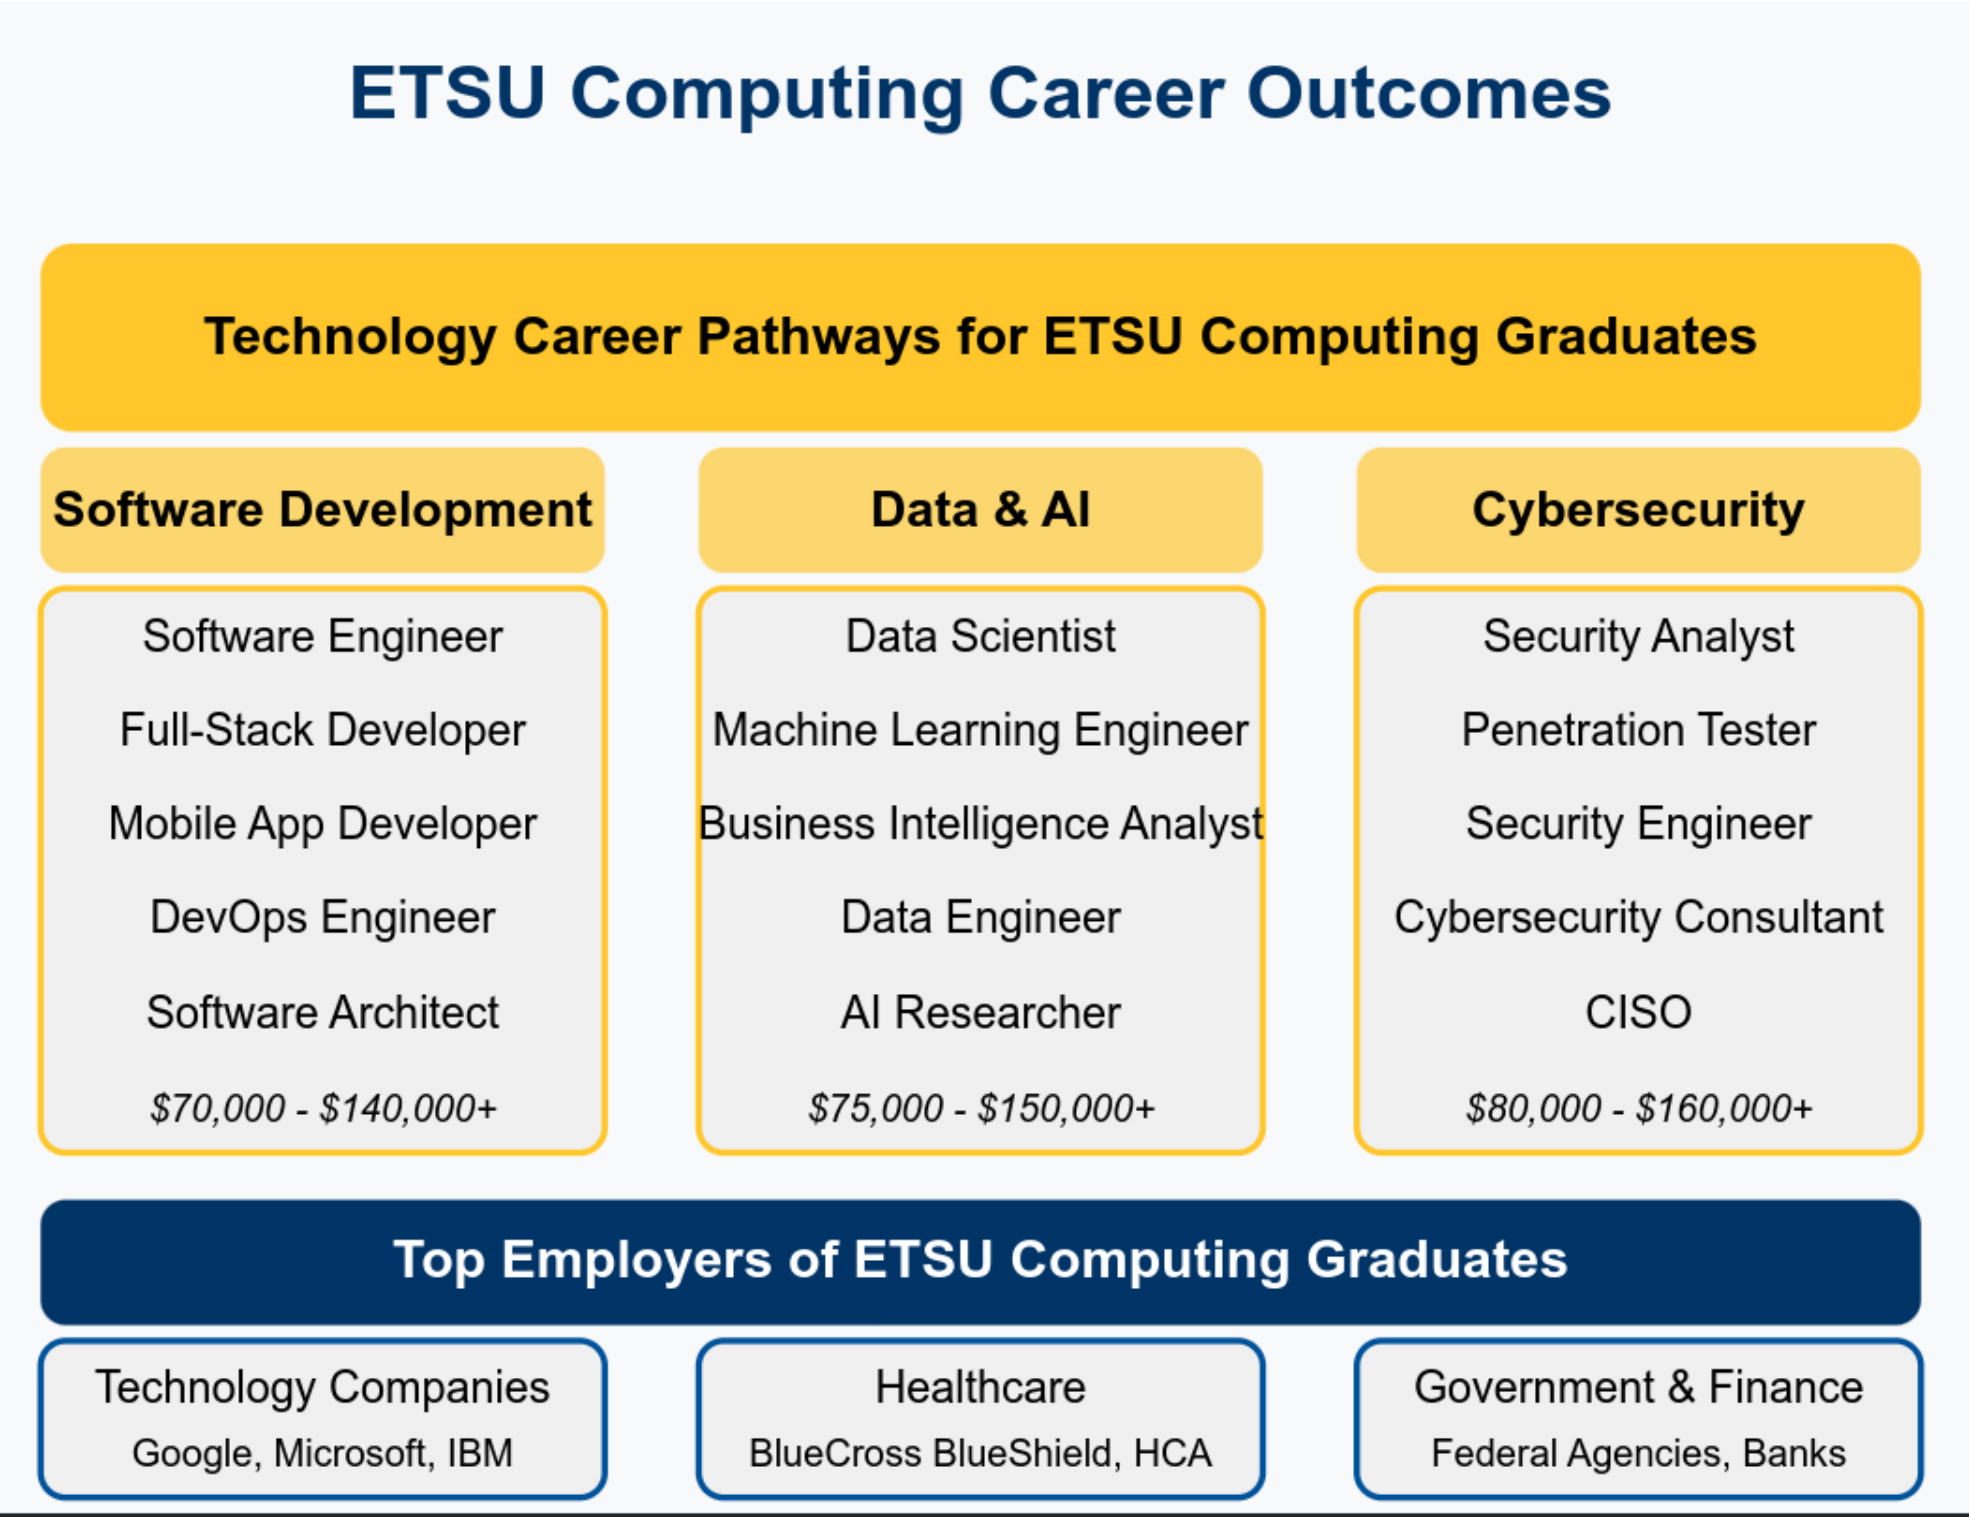 ETSU Computing Career Outcomes
Technology Career Pathways for ETSU Computing Graduates
Software Development
Software Engineer
Full-Stack Developer
Mobile App Developer
DevOps Engineer
Software Architect
$70,000 - $140,000+
Data & AI
Data Scientist
Machine Learning Engineer
Business Intelligence Analyst
Data Engineer
AI Researcher
$75,000 - $150,000+
Cybersecurity
Security Analyst
Penetration Tester
Security Engineer
Cybersecurity Consultant
CISO
$80,000 - $160,000+
Top Employers of ETSU Computing Graduates
Technology Companies
Google, Microsoft, IBM
Healthcare
BlueCross BlueShield, HCA
Government & Finance
Federal Agencies, Banks